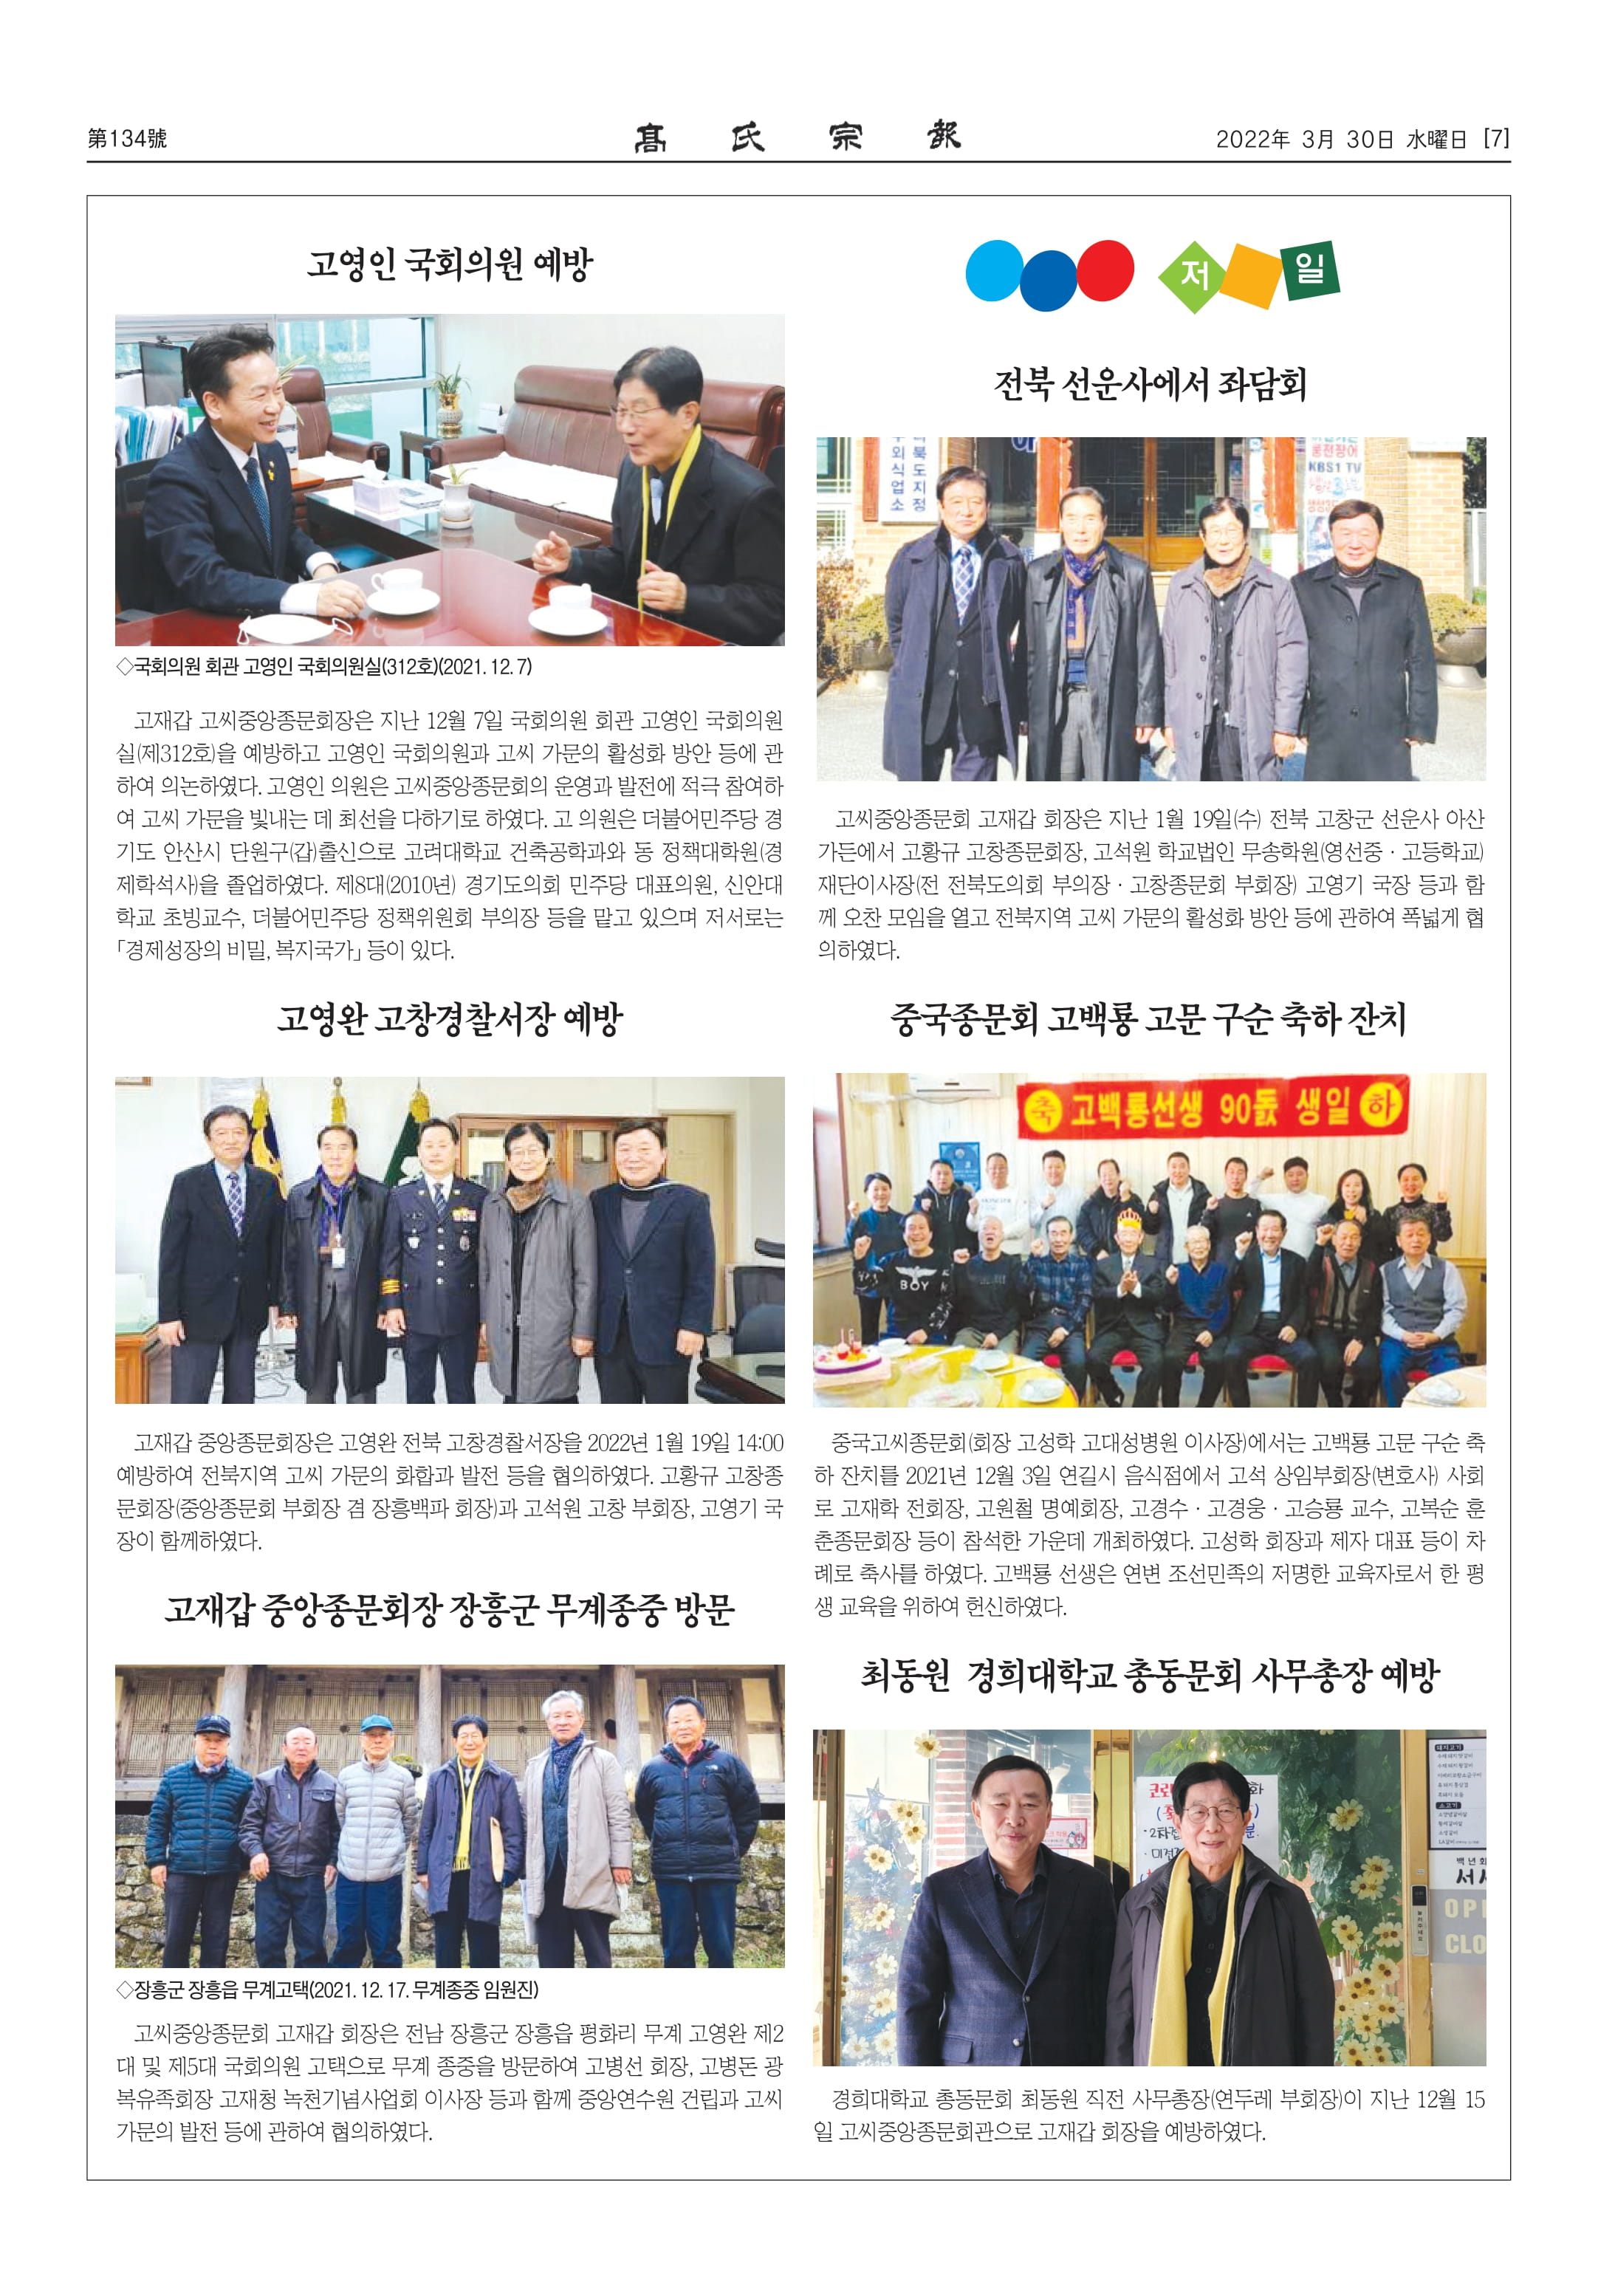 第134號
髙氏宗報
2022年 3月 30日 水曜日 [7]
고영인 국회의원 예방
◇국회의원 회관 고영인 국회의원실(312호)(2021. 12. 7)
고재갑 고씨중앙종문회장은 지난 12월 7일 국회의원 회관 고영인 국회의원
실(제312호)을 예방하고 고영인 국회의원과 고씨 가문의 활성화 방안 등에 관
하여 의논하였다. 고영인 의원은 고씨중앙종문회의 운영과 발전에 적극 참여하
여 고씨 가문을 빛내는 데 최선을 다하기로 하였다. 고 의원은 더불어민주당 경
기도 안산시 단원구(갑)출신으로 고려대학교 건축공학과와 동 정책대학원(경
제학석사)을 졸업하였다. 제8대(2010년) 경기도의회 민주당 대표의원, 신안대
학교 초빙교수, 더불어민주당 정책위원회 부의장 등을 맡고 있으며 저서로는
「경제성장의 비밀, 복지국가」 등이 있다.
고영완 고창경찰서장 예방
고재갑 중앙종문회장은 고영완 전북 고창경찰서장을 2022년 1월 19일 14:00
예방하여 전북지역 고씨 가문의 화합과 발전 등을 협의하였다. 고황규 고창종
문회장(중앙종문회 부회장 겸 장흥백파 회장)과 고석원 고창 부회장, 고영기 국
장이 함께하였다.
고재갑 중앙종문회장 장흥군 무계종중 방문
◇장흥군 장흥읍 무계고택(2021. 12. 17. 무계종중 임원진)
고씨중앙종문회 고재갑 회장은 전남 장흥군 장흥읍 평화리 무계 고영완 제2
대 및 제5대 국회의원 고택으로 무계 종중을 방문하여 고병선 회장, 고병돈 광
복유족회장 고재청 녹천기념사업회 이사장 등과 함께 중앙연수원 건립과 고씨
가문의 발전 등에 관하여 협의하였다.
저 일
전북 선운사에서 좌담회
북도지정
외식업소
KBS1 TV
고씨중앙종문회 고재갑 회장은 지난 1월 19일(수) 전북 고창군 선운사 아산
가든에서 고황규 고창종문회장, 고석원 학교법인 무송학원(영선중 · 고등학교)
재단이사장(전 전북도의회 부의장 · 고창종문회 부회장) 고영기 국장 등과 함
께 오찬 모임을 열고 전북지역 고씨 가문의 활성화 방안 등에 관하여 폭넓게 협
의하였다.
중국종문회 고백룡 고문 구순 축하 잔치
축 고백룡선생 90돐 생일 하
BOY
중국고씨종문회(회장 고성학 고대성병원 이사장)에서는 고백룡 고문 구순 축
하 잔치를 2021년 12월 3일 연길시 음식점에서 고석 상임부회장(변호사) 사회
로 고재학 전회장, 고원철 명예회장, 고경수 · 고경웅 · 고승룡 교수, 고복순 훈
춘종문회장 등이 참석한 가운데 개최하였다. 고성학 회장과 제자 대표 등이 차
례로 축사를 하였다. 고백룡 선생은 연변 조선민족의 저명한 교육자로서 한 평
생 교육을 위하여 헌신하였다.
최동원 경희대학교 총동문회 사무총장 예방
경희대학교 총동문회 최동원 직전 사무총장(연두레 부회장)이 지난 12월 15
일 고씨중앙종문회관으로 고재갑 회장을 예방하였다.